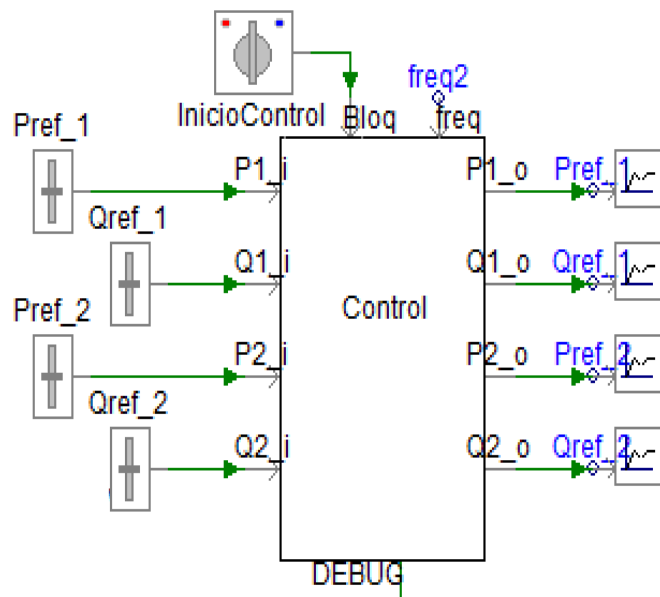 freq2
InicioControl Bloq freq
Pref_1
P1_i P1_o Pref_1
Qref_1
Q1_i Q1_o Qref_1
Pref_2
Control
P2_i P2_o Pref_2
Qref_2
Q2_i Q2_o Qref_2
DEBUG